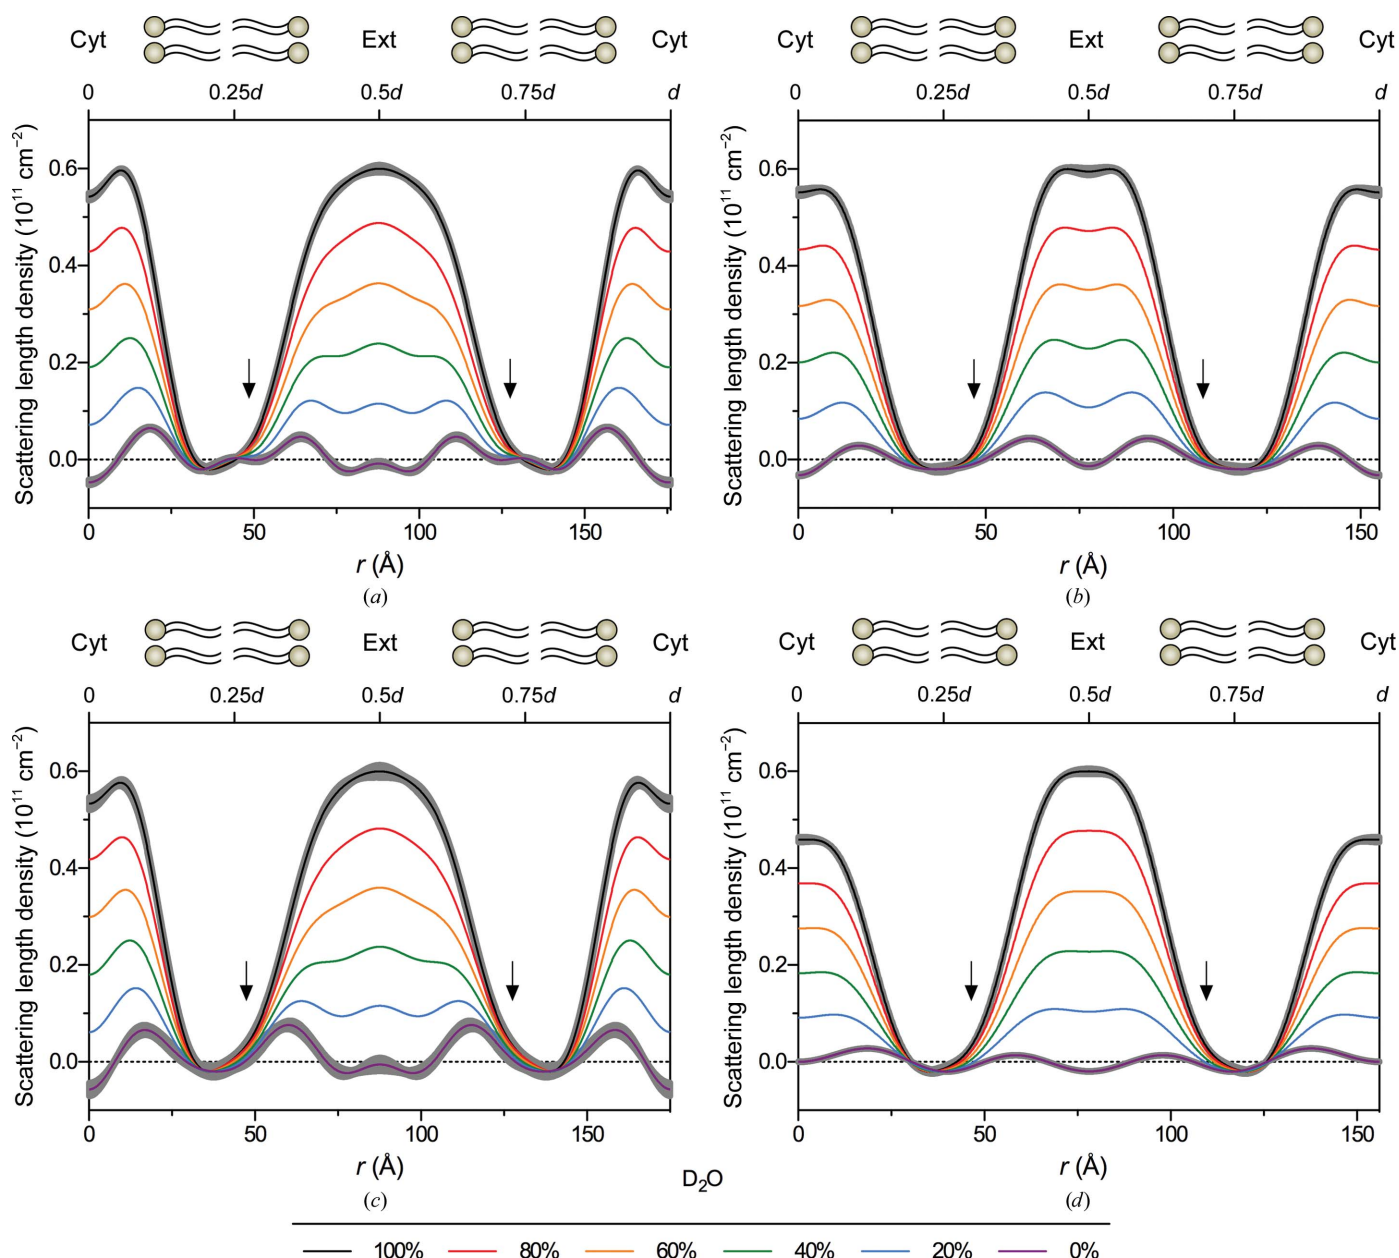 Cyt Ext Cyt
0 0.25d 0.5d 0.75d d
Scattering length density (10¹¹ cm⁻²)
0.6
0.4
0.2
0.0
0 50 100 150
r (Å)
(a)
Cyt Ext Cyt
0 0.25d 0.5d 0.75d d
Scattering length density (10¹¹ cm⁻²)
0.6
0.4
0.2
0.0
0 50 100 150
r (Å)
(b)
Cyt Ext Cyt
0 0.25d 0.5d 0.75d d
Scattering length density (10¹¹ cm⁻²)
0.6
0.4
0.2
0.0
0 50 100 150
r (Å)
(c)
Cyt Ext Cyt
0 0.25d 0.5d 0.75d d
Scattering length density (10¹¹ cm⁻²)
0.6
0.4
0.2
0.0
0 50 100 150
r (Å)
(d)
D₂O
100% 80% 60% 40% 20% 0%